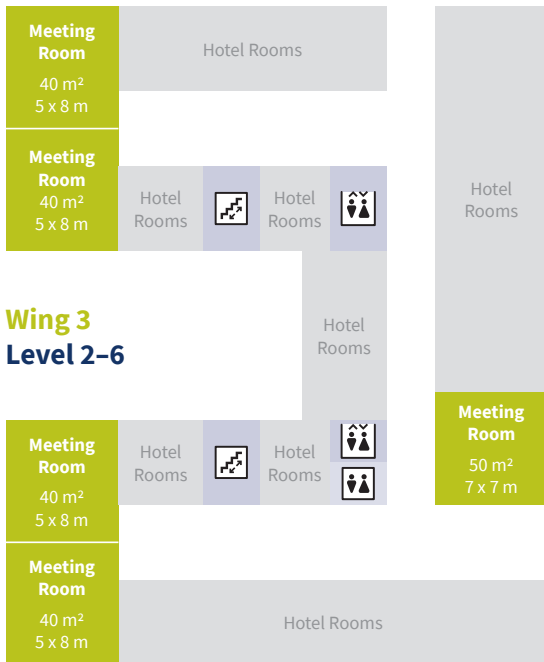 Meeting
Room
40 m²
5 x 8 m
Hotel Rooms
Meeting
Room
40 m²
5 x 8 m
Hotel
Rooms
Hotel
Rooms
Hotel
Rooms
Wing 3
Level 2–6
Hotel
Rooms
Meeting
Room
50 m²
7 x 7 m
Meeting
Room
40 m²
5 x 8 m
Hotel
Rooms
Hotel
Rooms
Meeting
Room
40 m²
5 x 8 m
Hotel Rooms